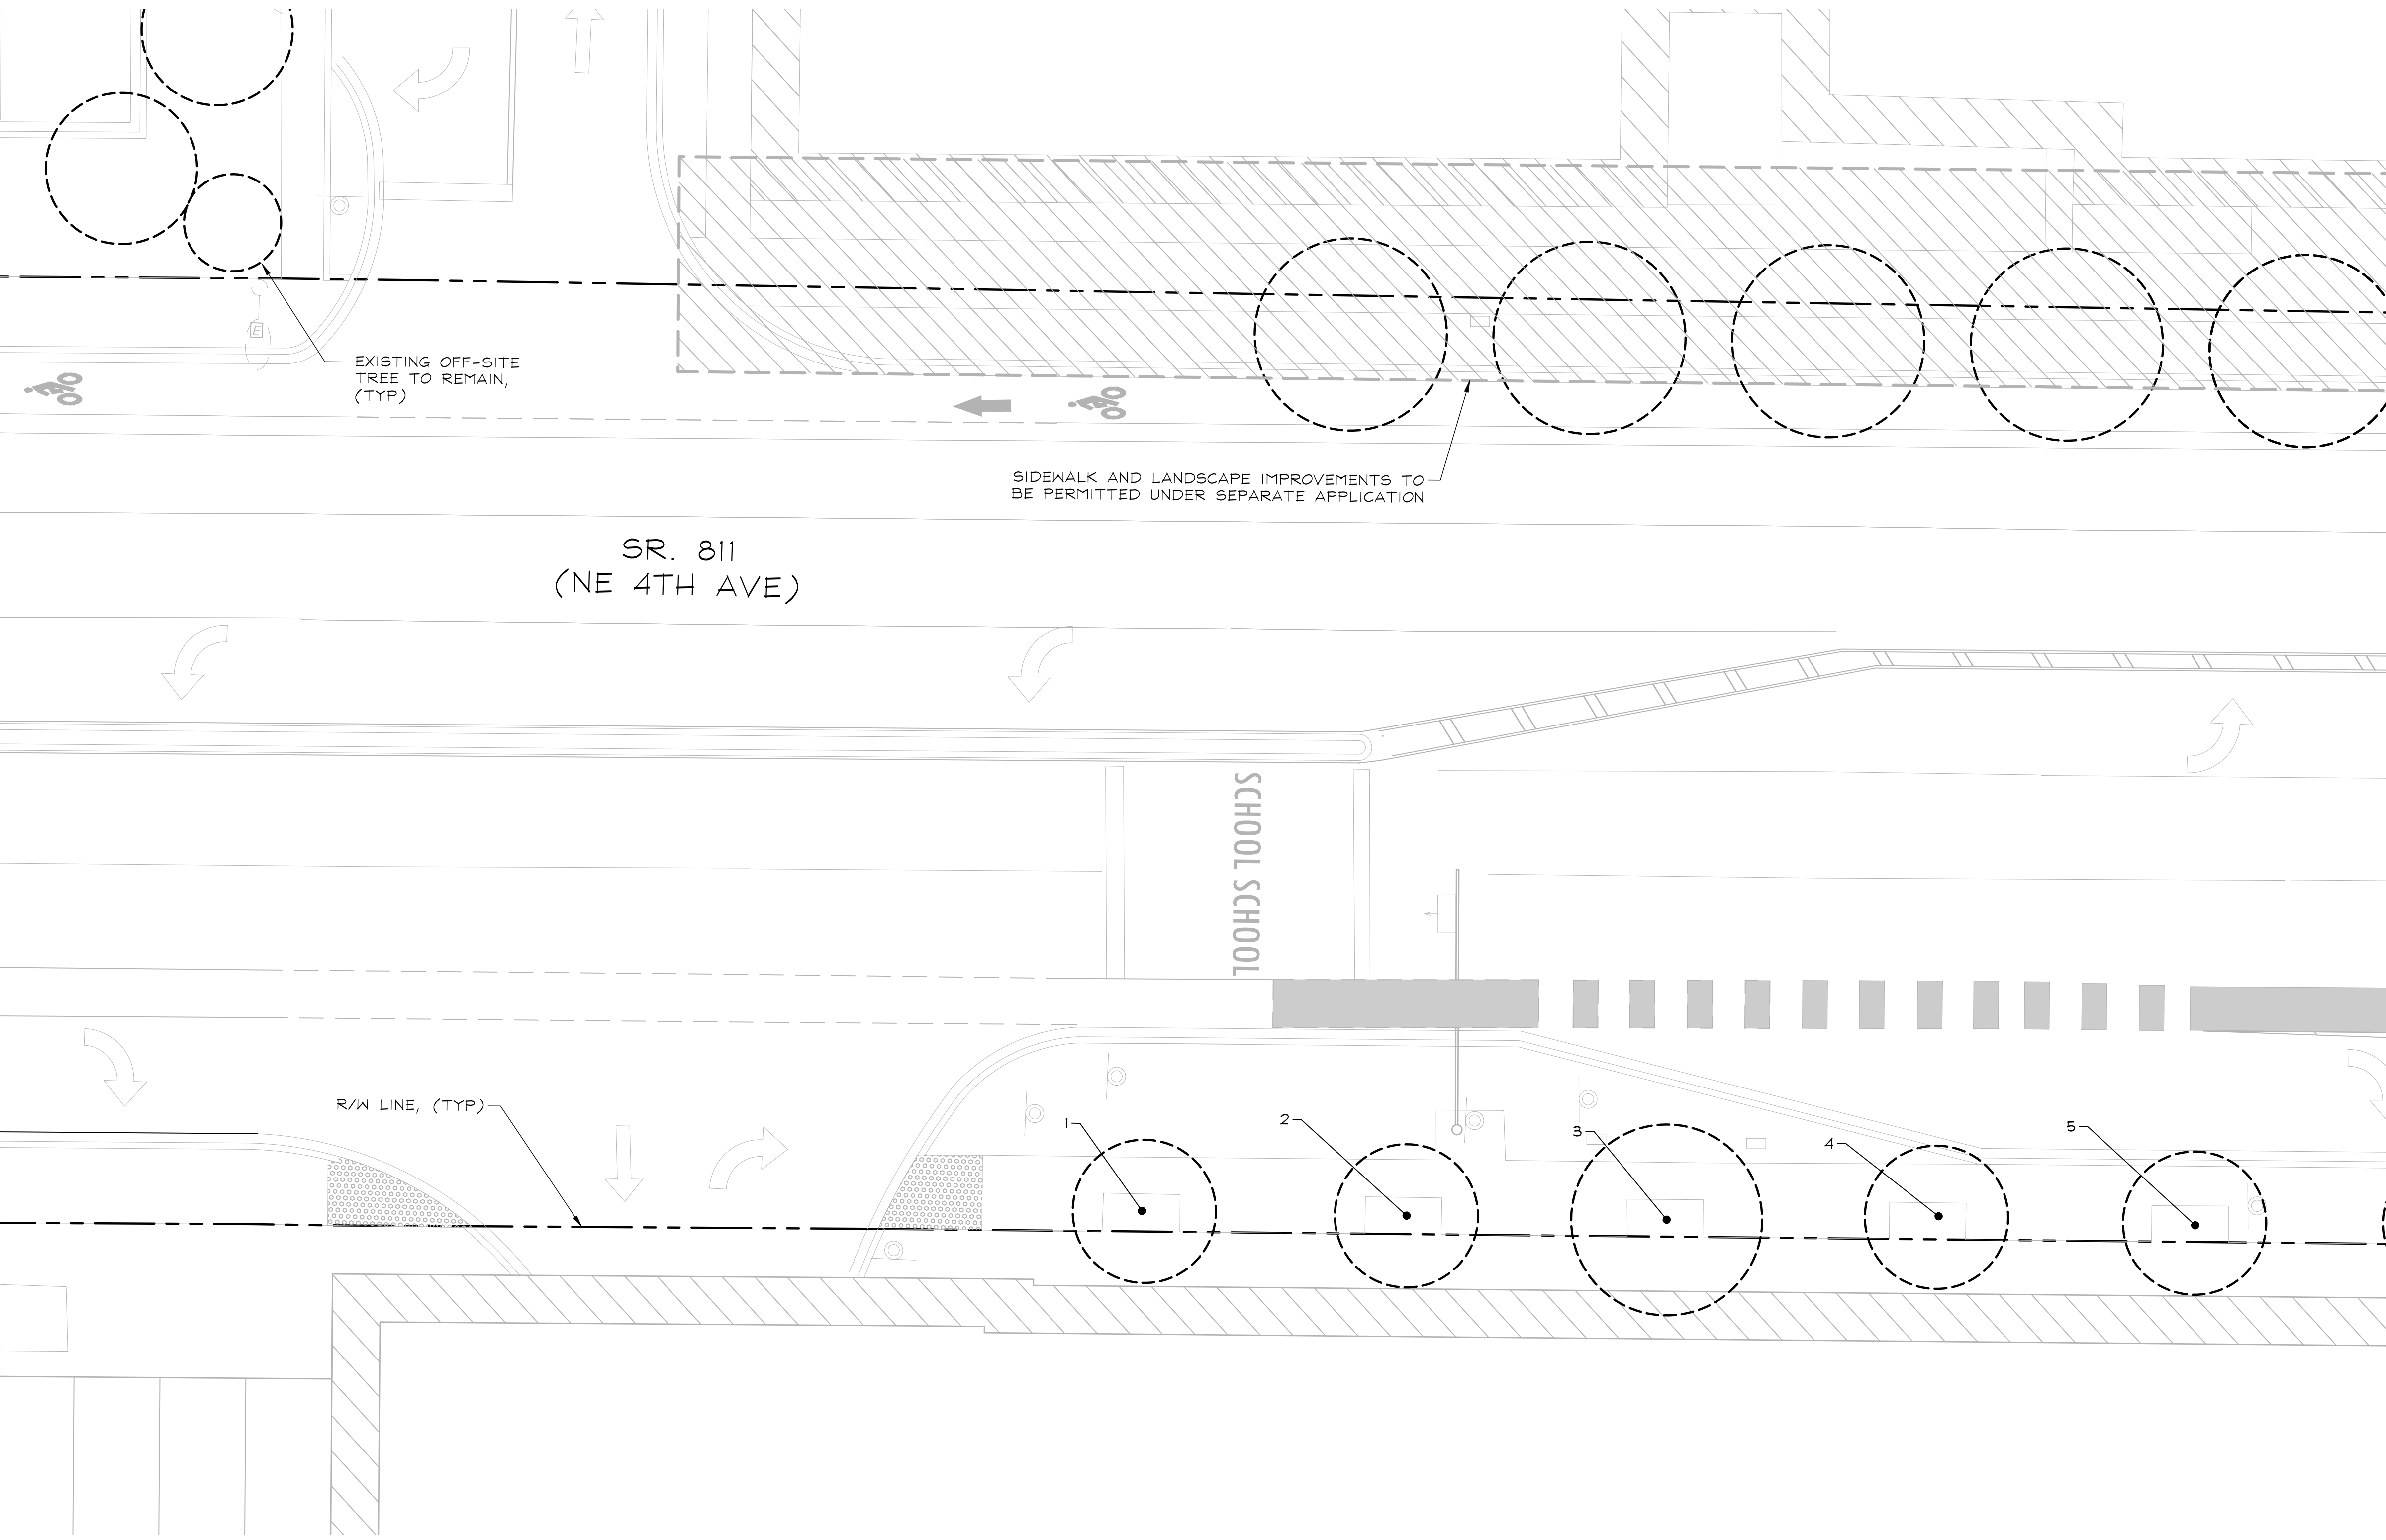 E
EXISTING OFF-SITE
TREE TO REMAIN,
(TYP)
SIDEWALK AND LANDSCAPE IMPROVEMENTS TO
BE PERMITTED UNDER SEPARATE APPLICATION
SR. 811
(NE 4TH AVE)
SCHOOL SCHOOL
R/W LINE, (TYP)
1
2
3
4
5